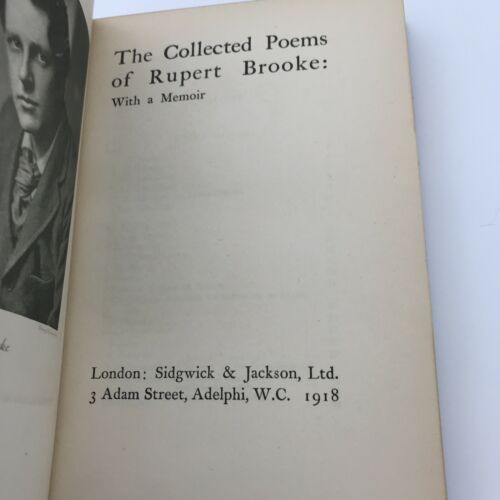 The Collected Poems
of Rupert Brooke:
With a Memoir
London: Sidgwick & Jackson, Ltd.
3 Adam Street, Adelphi, W.C. 1918